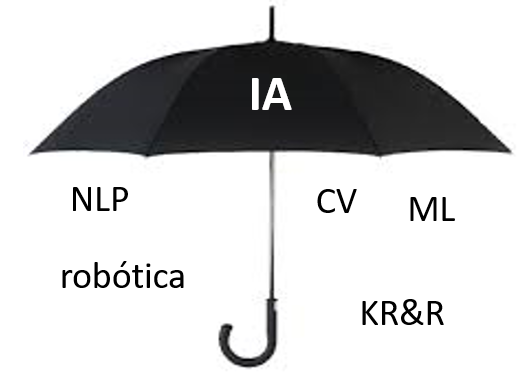 IA
NLP
CV
ML
robótica
KR&R